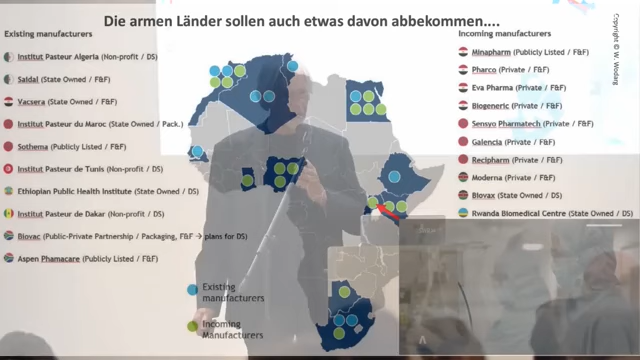 Die armen Länder sollen auch etwas davon abbekommen....
Existing manufacturers
Institut Pasteur Algeria (Non-profit / DS)
Saidal (State Owned / F&F)
Vacsera (State Owned / F&F)
Institut Pasteur du Maroc (State Owned / Pack.)
Sothema (Publicly Listed / F&F)
Institut Pasteur de Tunis (Non-profit / DS)
Ethiopian Public Health Institute (State Owned / DS)
Institut Pasteur de Dakar (Non-profit / DS)
Biovac (Public-Private Partnership / Packaging, F&F → plans for DS)
Aspen Phamacare (Publicly Listed / F&F)
Existing
manufacturers
Incoming
Manufacturers
Incoming manufacturers
Minapharm (Publicly Listed / F&F)
Pharco (Private / F&F)
Eva Pharma (Private / F&F)
Biogeneric (Private / F&F)
Sensyo Pharmatech (Private / F&F)
Galencia (Private / F&F)
Recipharm (Private / F&F)
Moderna (Private / F&F)
Biovax (State Owned / DS)
Rwanda Biomedical Centre (State Owned / DS)
Copyright © W. Wodarg